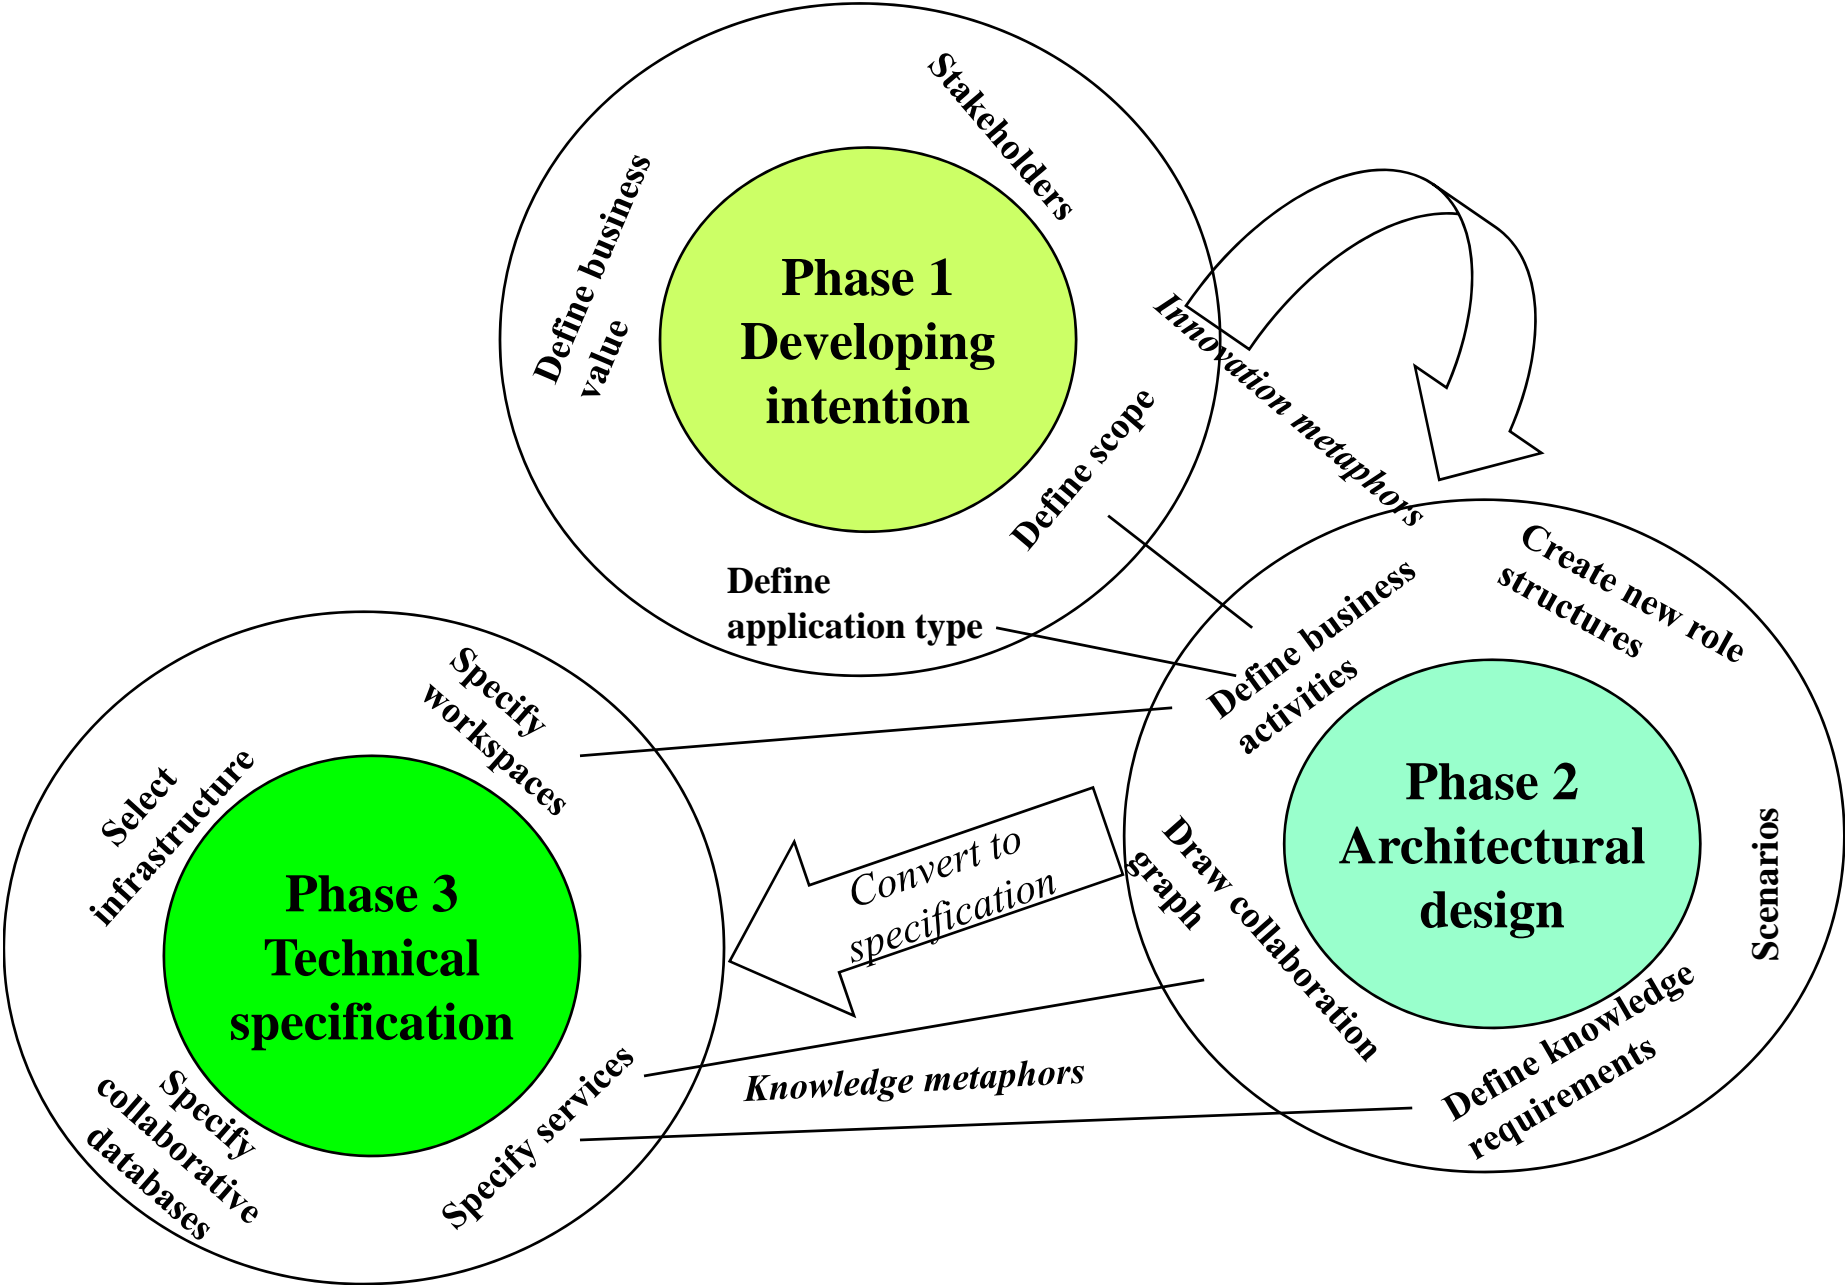 Stakeholders
Define business
value
Phase 1
Developing
intention
Define scope
Define
application type
Innovation metaphors
Create new role
structures
Define business
activities
Phase 2
Architectural
design
Scenarios
Draw collaboration
graph
Define knowledge
requirements
Convert to
specification
Knowledge metaphors
Specify
workspaces
Select
infrastructure
Phase 3
Technical
specification
Specify
collaborative
databases
Specify services